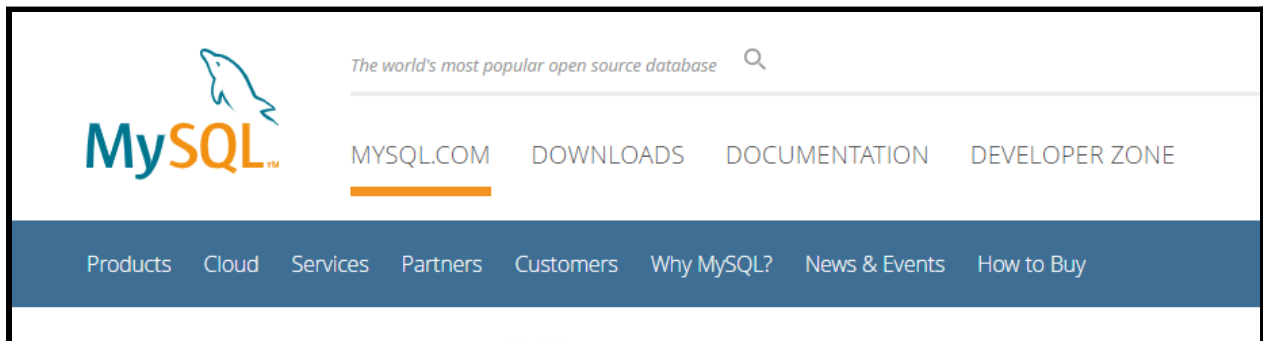 The world's most popular open source database
MySQL™
MYSQL.COM DOWNLOADS DOCUMENTATION DEVELOPER ZONE
Products Cloud Services Partners Customers Why MySQL? News & Events How to Buy